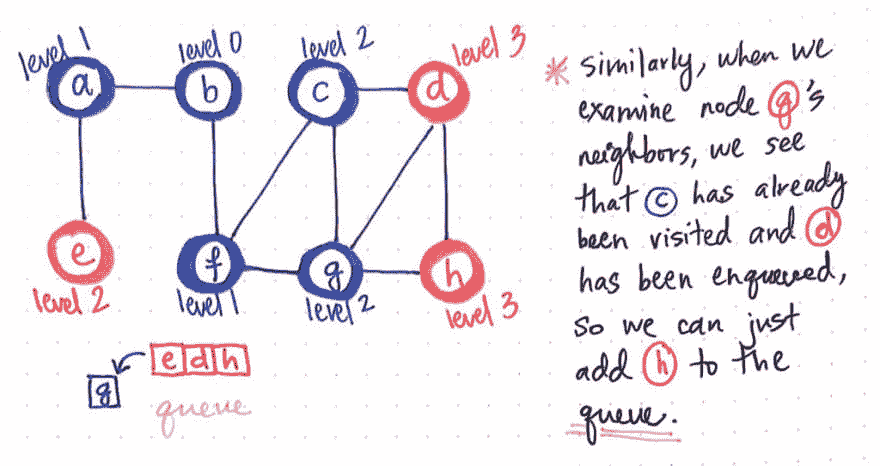 level 1
level 0
level 2
level 3
a
b
c
d
e
f
g
h
level 2
level 1
level 2
level 3
g
e d h
queue
* similarly, when we
examine node g's
neighbors, we see
that c has already
been visited and d
has been enqueued,
so we can just
add h to the
queue.